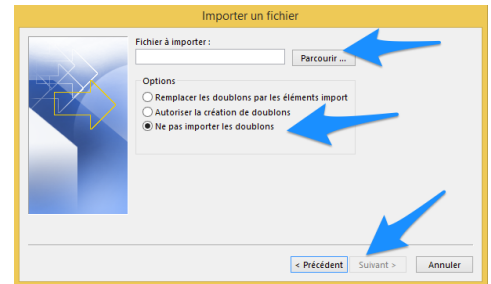 Importer un fichier
Fichier à importer :
Parcourir ...
Options
Remplacer les doublons par les éléments import
Autoriser la création de doublons
Ne pas importer les doublons
< Précédent Suivant > Annuler